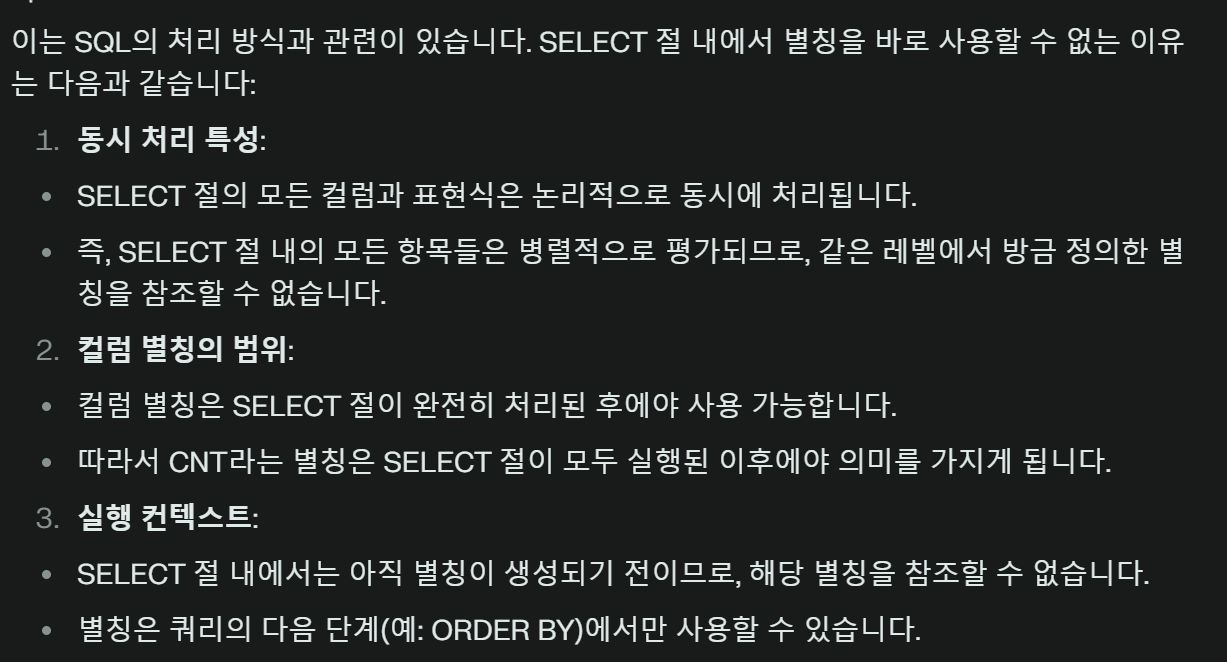 이는 SQL의 처리 방식과 관련이 있습니다. SELECT 절 내에서 별칭을 바로 사용할 수 없는 이유
는 다음과 같습니다:
1. 동시 처리 특성:
• SELECT 절의 모든 컬럼과 표현식은 논리적으로 동시에 처리됩니다.
• 즉, SELECT 절 내의 모든 항목들은 병렬적으로 평가되므로, 같은 레벨에서 방금 정의한 별
칭을 참조할 수 없습니다.
2. 컬럼 별칭의 범위:
• 컬럼 별칭은 SELECT 절이 완전히 처리된 후에야 사용 가능합니다.
• 따라서 CNT라는 별칭은 SELECT 절이 모두 실행된 이후에야 의미를 가지게 됩니다.
3. 실행 컨텍스트:
• SELECT 절 내에서는 아직 별칭이 생성되기 전이므로, 해당 별칭을 참조할 수 없습니다.
• 별칭은 쿼리의 다음 단계(예: ORDER BY)에서만 사용할 수 있습니다.